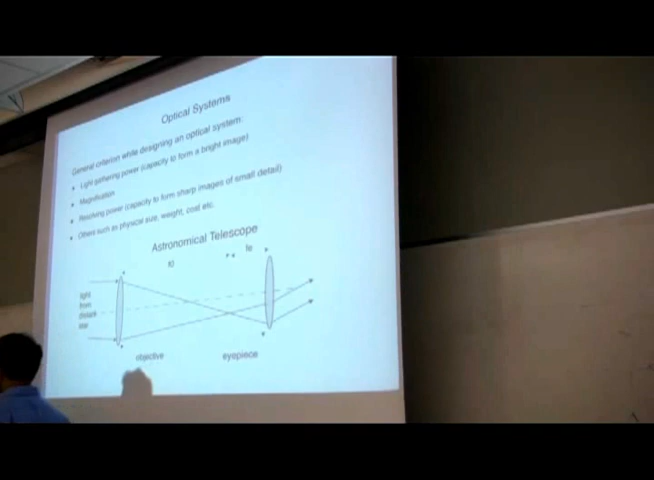 Optical Systems
General criterion while designing an optical system:
• Light gathering power (capacity to form a bright image)
• Magnification
• Resolving power (capacity to form sharp images of small detail)
• Others such as physical size, weight, cost etc.
Astronomical Telescope
f0
fe
light
from
distant
star
objective
eyepiece